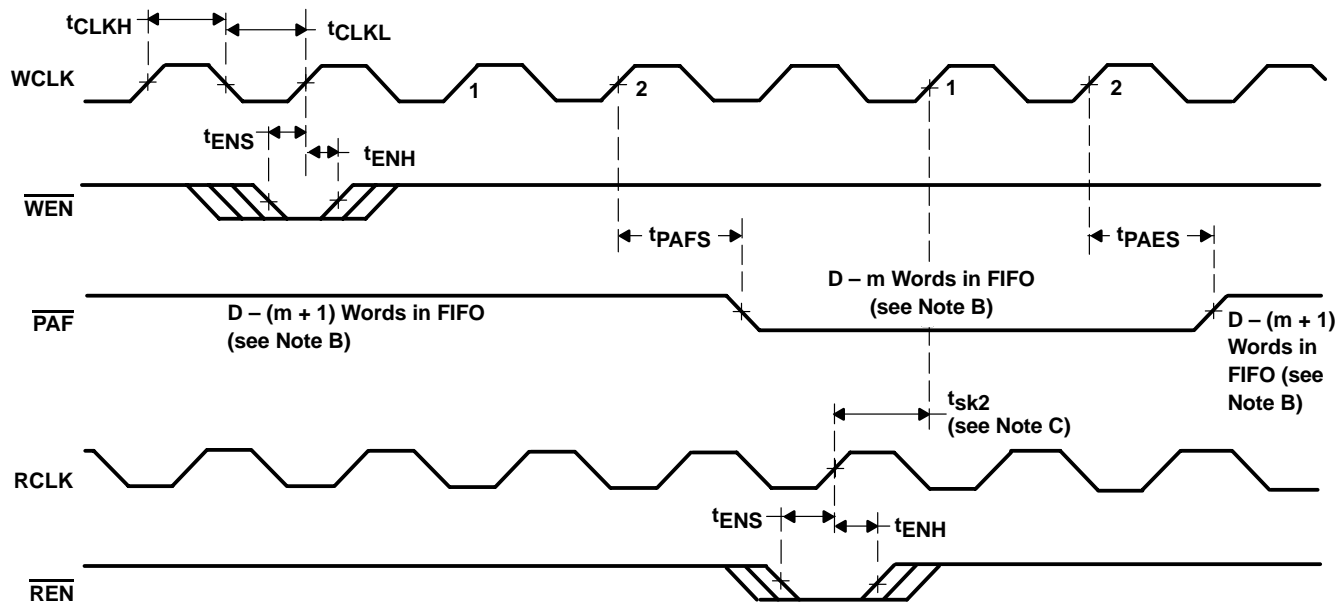 tCLKH
tCLKL
WCLK
1
2
1
2
tENS
tENH
WEN
tPAFS
tPAES
D – m Words in FIFO
(see Note B)
PAF
D – (m + 1) Words in FIFO
(see Note B)
D – (m + 1)
Words in
FIFO (see
Note B)
tsk2
(see Note C)
RCLK
tENS
tENH
REN